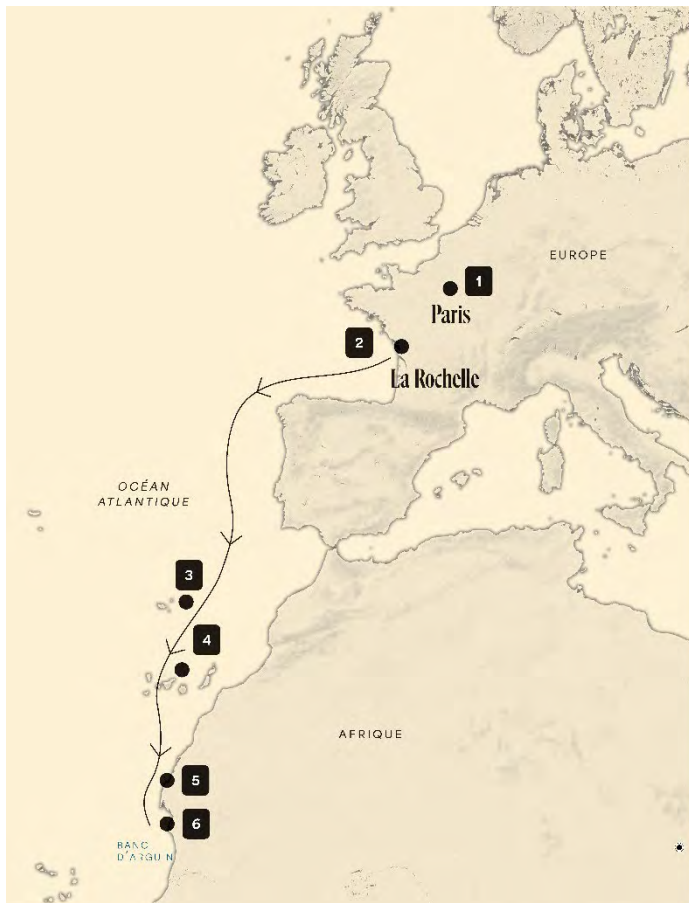 EUROPE
1
Paris
2
La Rochelle
OCÉAN
ATLANTIQUE
3
4
AFRIQUE
5
6
BANC
D'ARGUIN